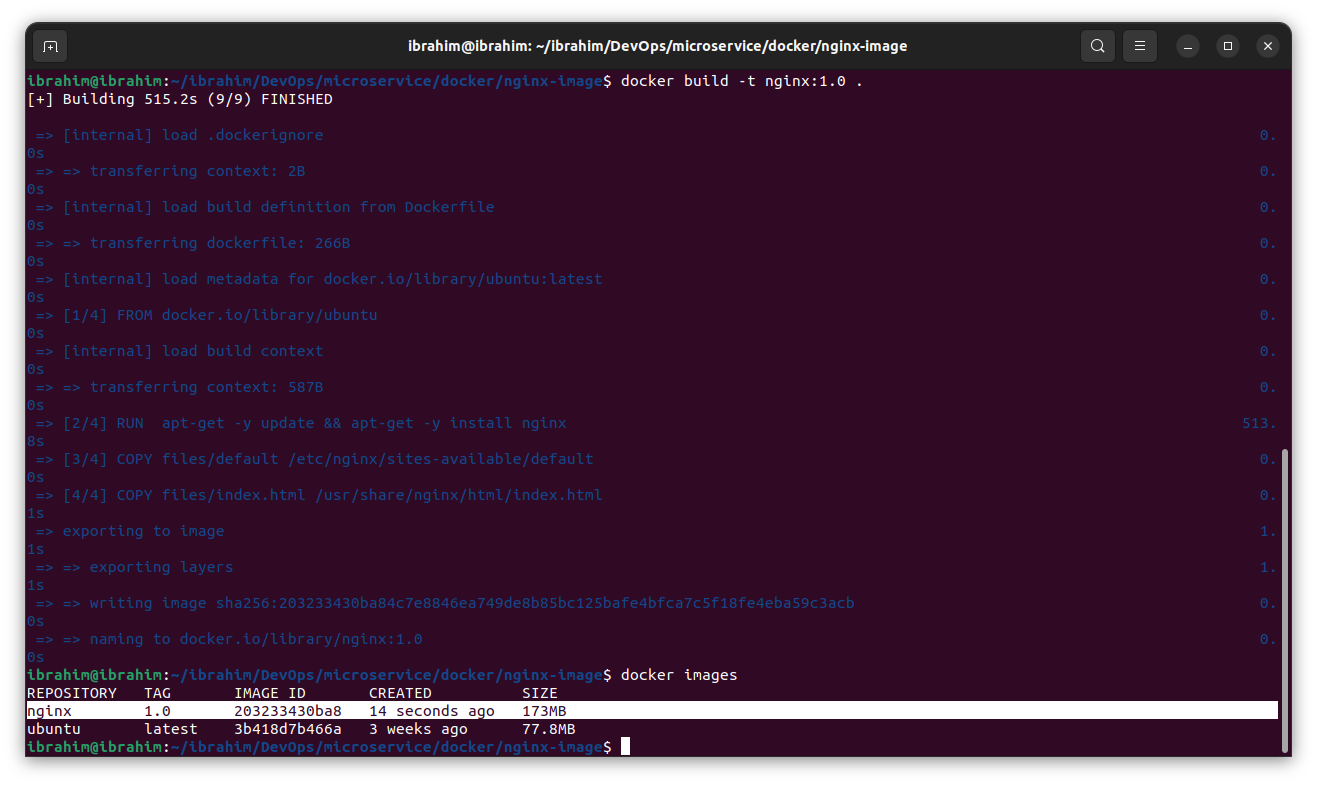 ibrahim@ibrahim: ~/ibrahim/DevOps/microservice/docker/nginx-image
ibrahim@ibrahim:~/ibrahim/DevOps/microservice/docker/nginx-image$ docker build -t nginx:1.0 .
[+] Building 515.2s (9/9) FINISHED
=> [internal] load .dockerignore 0.
0s
=> => transferring context: 2B 0.
0s
=> [internal] load build definition from Dockerfile 0.
0s
=> => transferring dockerfile: 266B 0.
0s
=> [internal] load metadata for docker.io/library/ubuntu:latest 0.
0s
=> [1/4] FROM docker.io/library/ubuntu 0.
0s
=> [internal] load build context 0.
0s
=> => transferring context: 587B 0.
0s
=> [2/4] RUN  apt-get -y update && apt-get -y install nginx 513.
8s
=> [3/4] COPY files/default /etc/nginx/sites-available/default 0.
0s
=> [4/4] COPY files/index.html /usr/share/nginx/html/index.html 0.
1s
=> exporting to image 1.
1s
=> => exporting layers 1.
1s
=> => writing image sha256:203233430ba84c7e8846ea749de8b85bc125bafe4bfca7c5f18fe4eba59c3acb 0.
0s
=> => naming to docker.io/library/nginx:1.0 0.
0s
ibrahim@ibrahim:~/ibrahim/DevOps/microservice/docker/nginx-image$ docker images
REPOSITORY   TAG       IMAGE ID       CREATED          SIZE
nginx        1.0       203233430ba8   14 seconds ago   173MB
ubuntu       latest    3b418d7b466a   3 weeks ago      77.8MB
ibrahim@ibrahim:~/ibrahim/DevOps/microservice/docker/nginx-image$